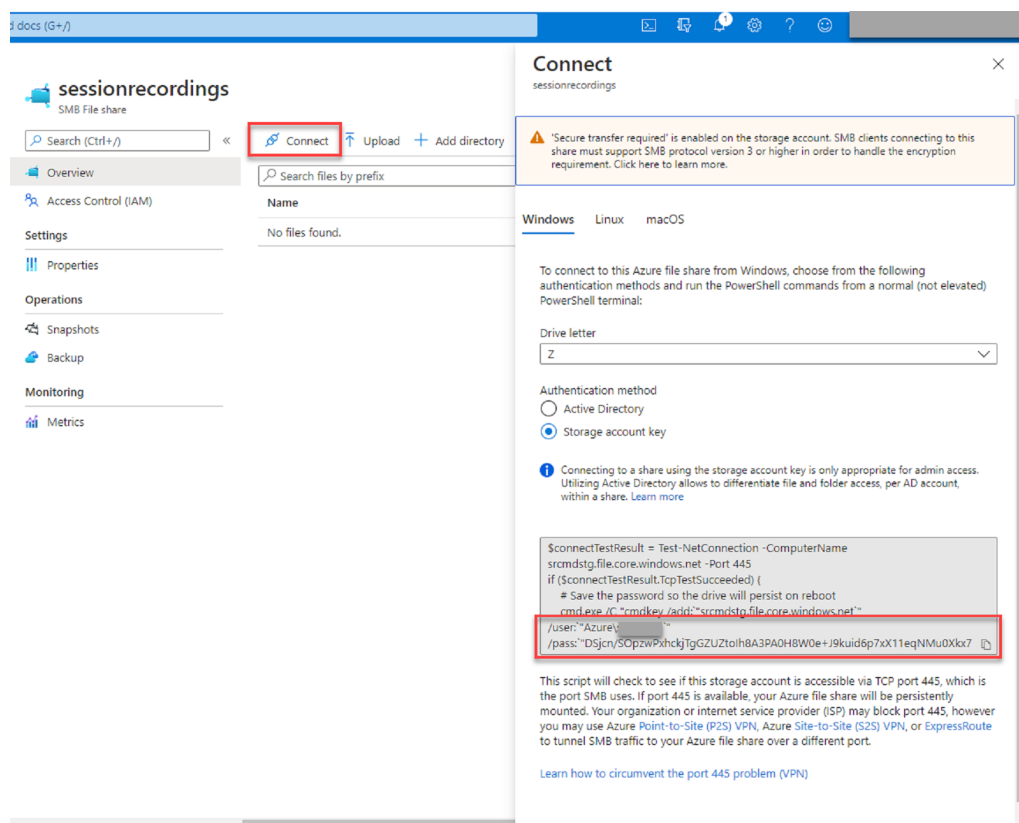 d docs (G+/)
1
sessionrecordings
SMB File share
Search (Ctrl+/)
«
Overview
Access Control (IAM)
Settings
Properties
Operations
Snapshots
Backup
Monitoring
Metrics
Connect
Upload
Add directory
Search files by prefix
Name
No files found.
Connect
sessionrecordings
'Secure transfer required' is enabled on the storage account. SMB clients connecting to this
share must support SMB protocol version 3 or higher in order to handle the encryption
requirement. Click here to learn more.
Windows Linux macOS
To connect to this Azure file share from Windows, choose from the following
authentication methods and run the PowerShell commands from a normal (not elevated)
PowerShell terminal:
Drive letter
Z
Authentication method
Active Directory
Storage account key
Connecting to a share using the storage account key is only appropriate for admin access.
Utilizing Active Directory allows to differentiate file and folder access, per AD account,
within a share. Learn more
$connectTestResult = Test-NetConnection -ComputerName
srcmdstg.file.core.windows.net -Port 445
if ($connectTestResult.TcpTestSucceeded) {
# Save the password so the drive will persist on reboot
cmd.exe /C "cmdkey /add:`"srcmdstg.file.core.windows.net`"
/user:`"Azure\ `"
/pass:`"DSjcn/SOpzwPxhckjTgGZUZtoIh8A3PA0H8W0e+J9kuid6p7xX11eqNMu0Xkx7
This script will check to see if this storage account is accessible via TCP port 445, which is
the port SMB uses. If port 445 is available, your Azure file share will be persistently
mounted. Your organization or internet service provider (ISP) may block port 445, however
you may use Azure Point-to-Site (P2S) VPN, Azure Site-to-Site (S2S) VPN, or ExpressRoute
to tunnel SMB traffic to your Azure file share over a different port.
Learn how to circumvent the port 445 problem (VPN)